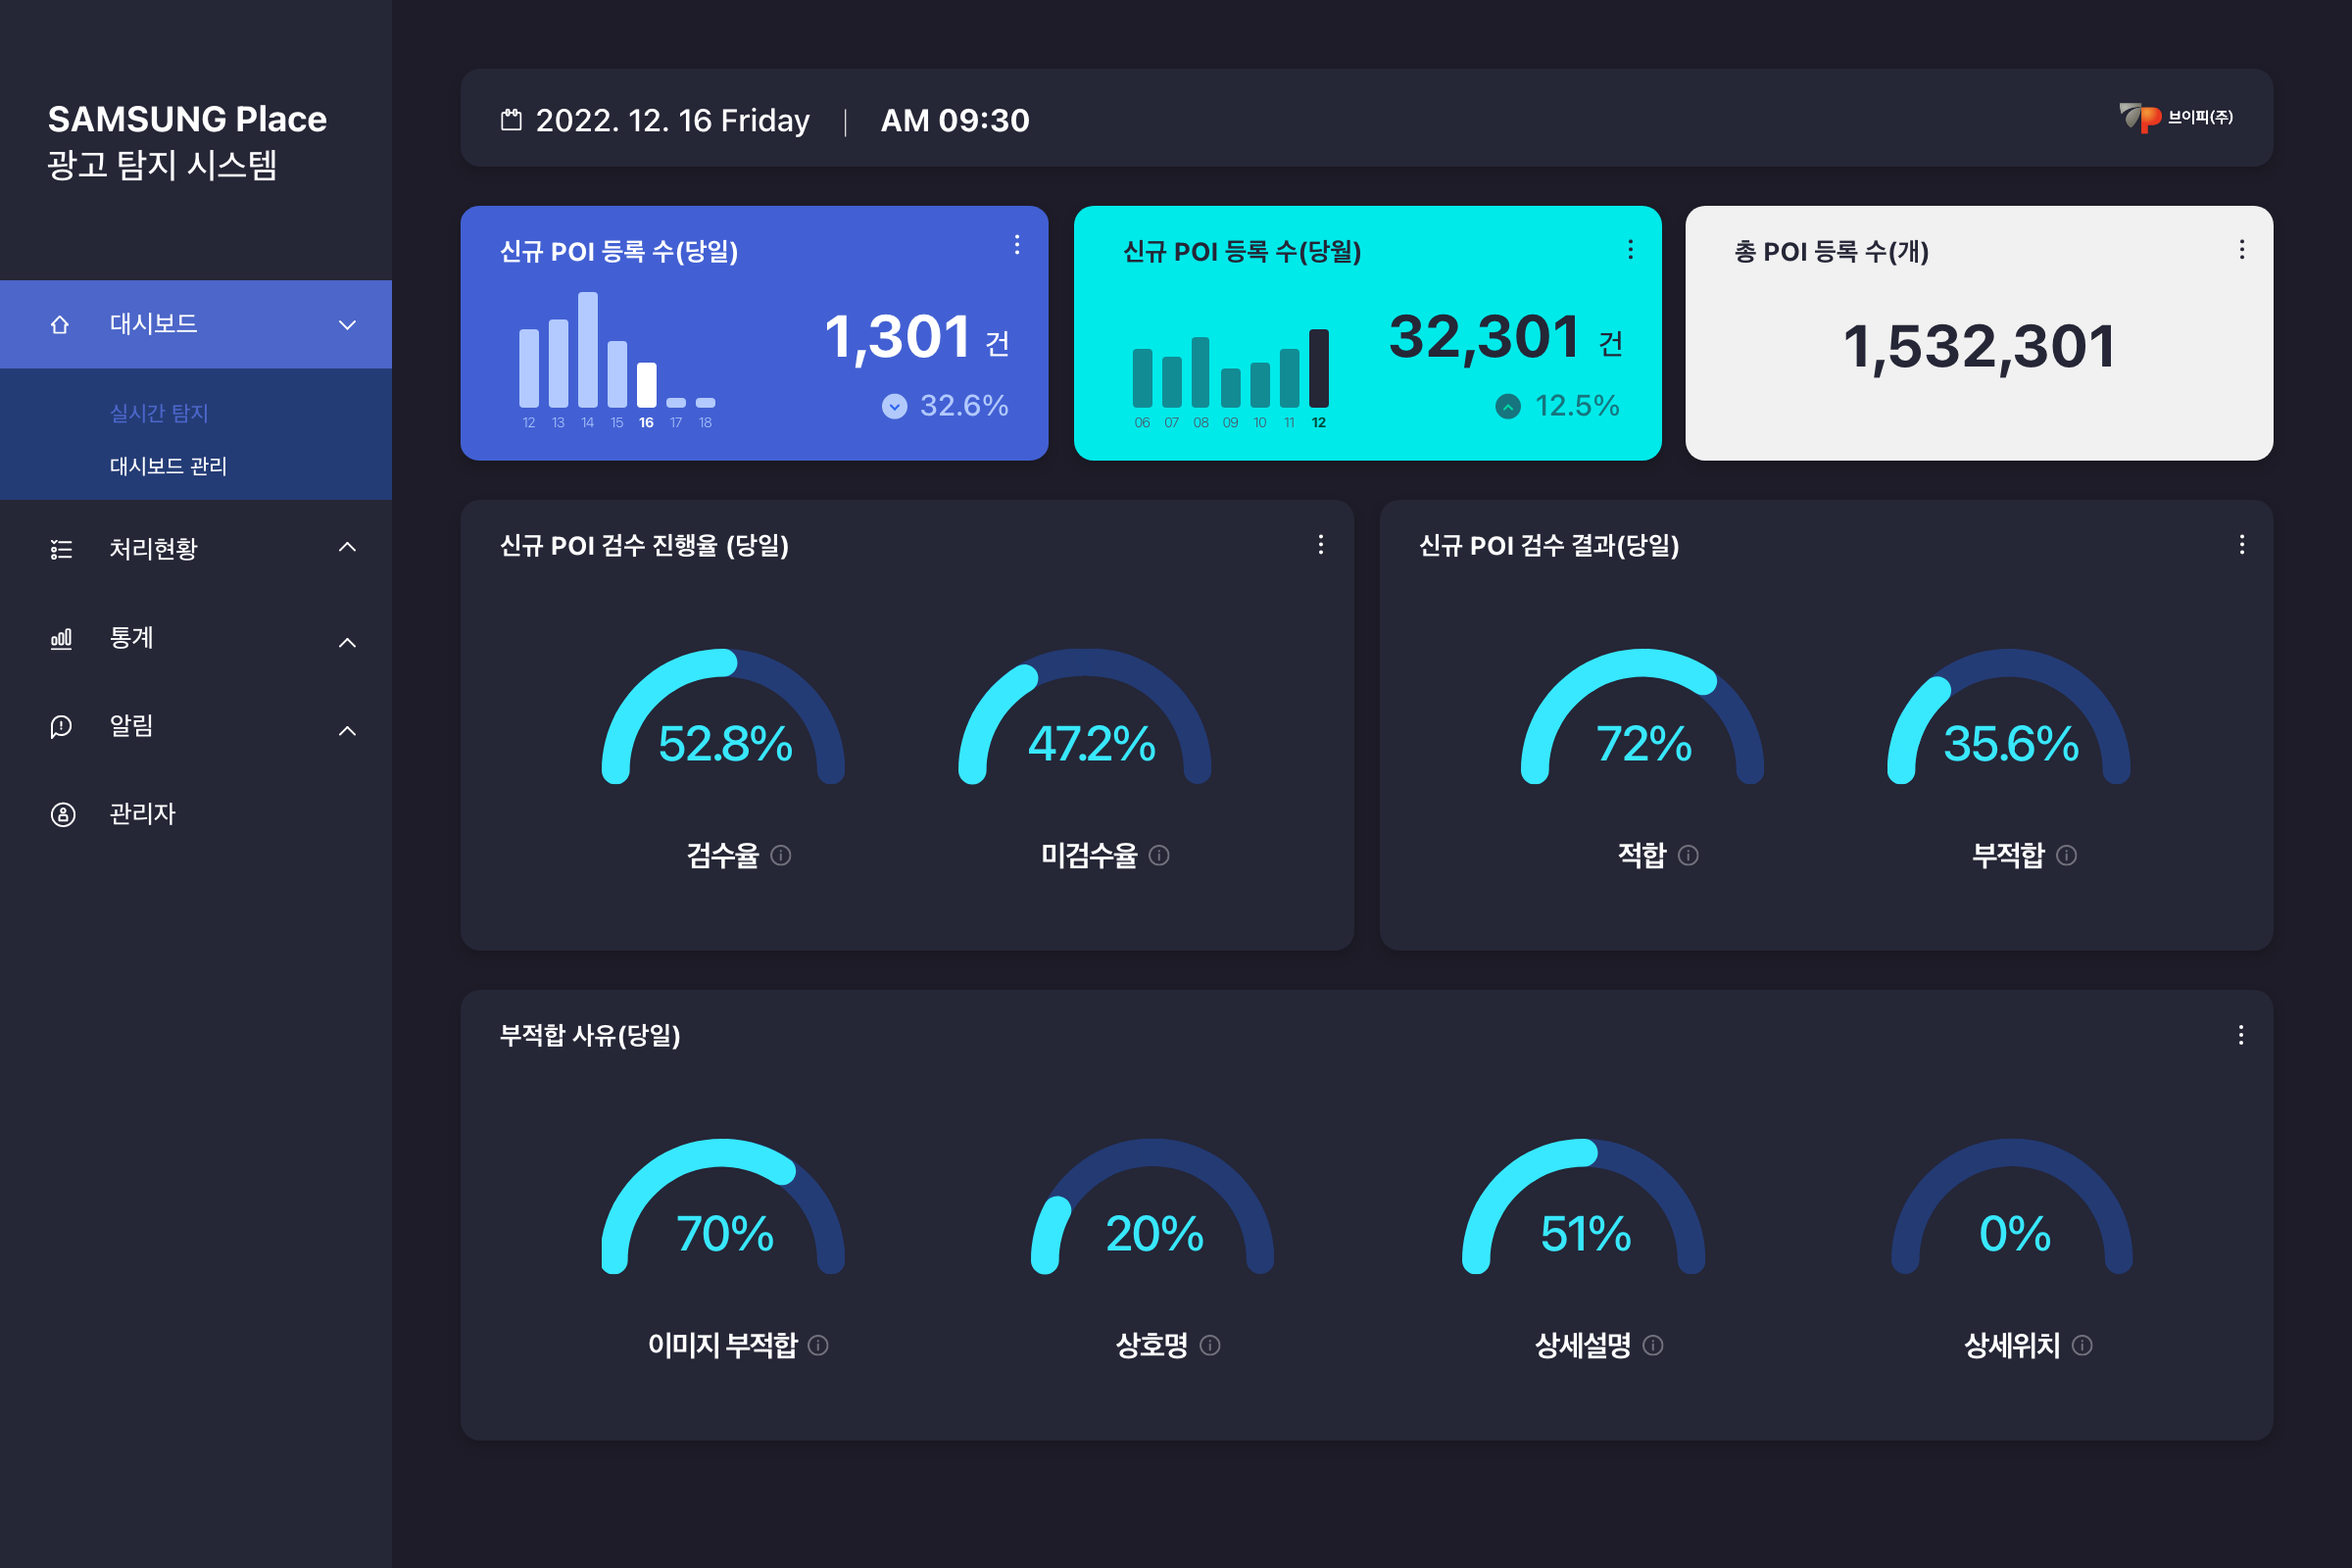 SAMSUNG Place
광고 탐지 시스템
대시보드
실시간 탐지
대시보드 관리
처리현황
통계
알림
관리자
2022. 12. 16 Friday | AM 09:30
브이피(주)
신규 POI 등록 수(당일)
1,301 건
32.6%
12 13 14 15 16 17 18
신규 POI 등록 수(당월)
32,301 건
12.5%
06 07 08 09 10 11 12
총 POI 등록 수(개)
1,532,301
신규 POI 검수 진행율 (당일)
52.8% 47.2%
검수율 미검수율
신규 POI 검수 결과(당일)
72% 35.6%
적합 부적합
부적합 사유(당일)
70% 20% 51% 0%
이미지 부적합 상호명 상세설명 상세위치